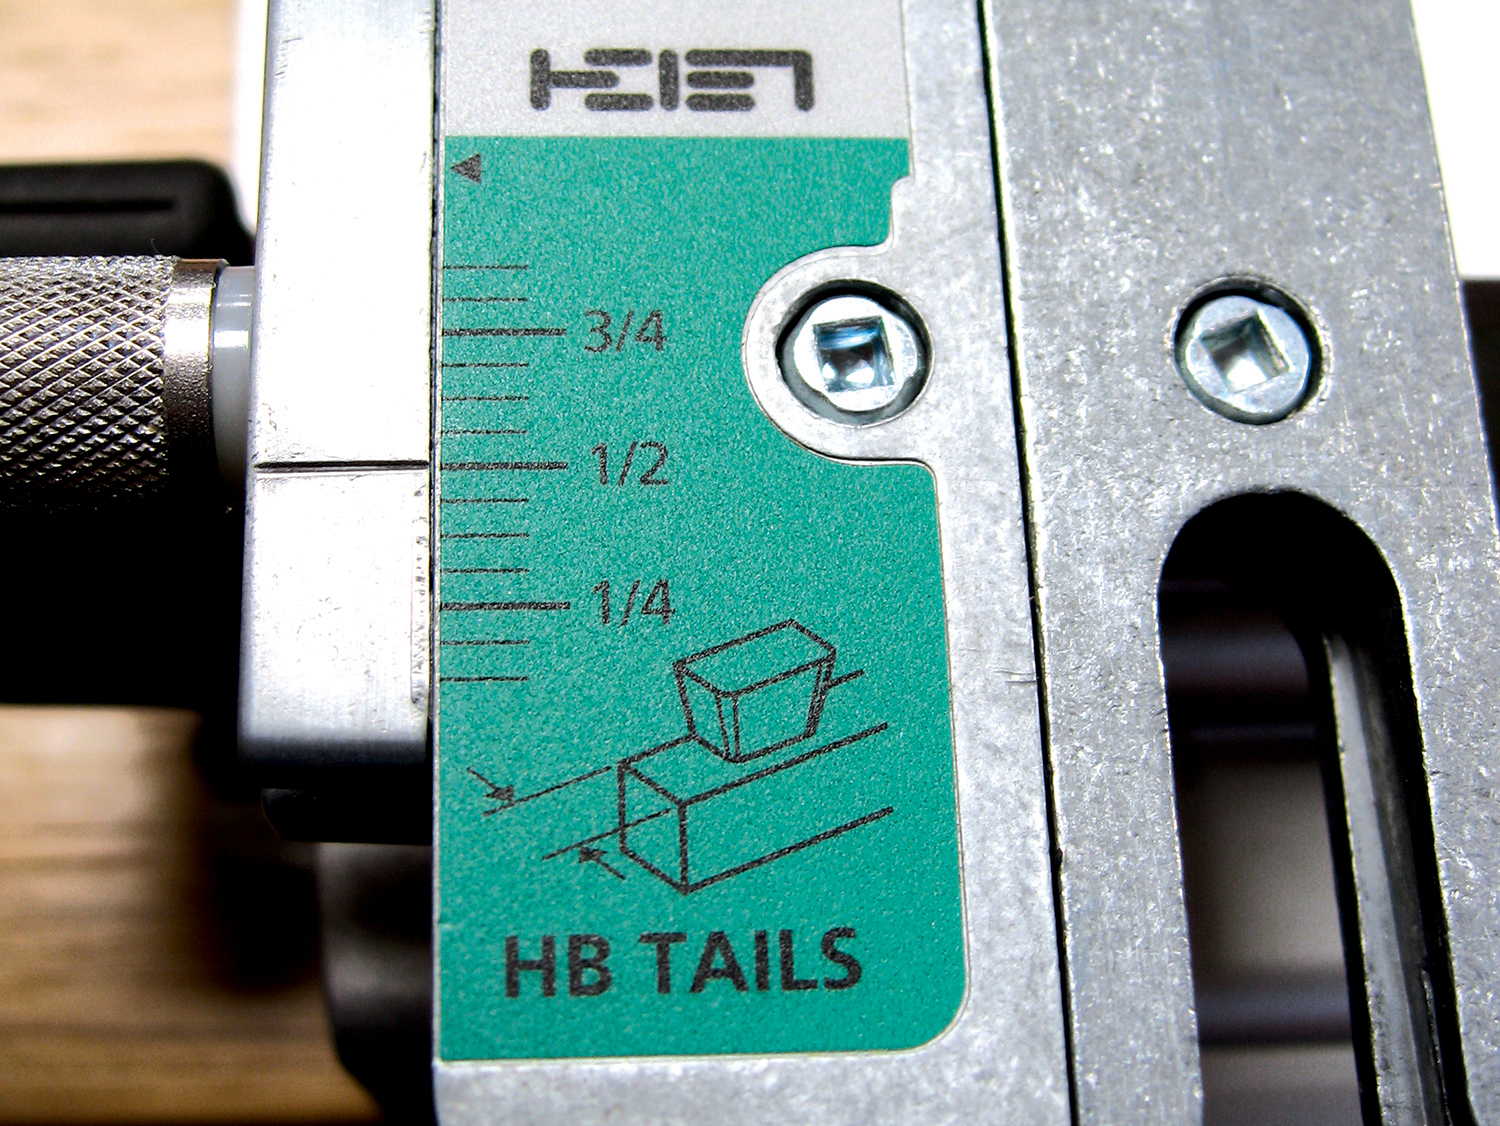 3/4
1/2
1/4
HB TAILS